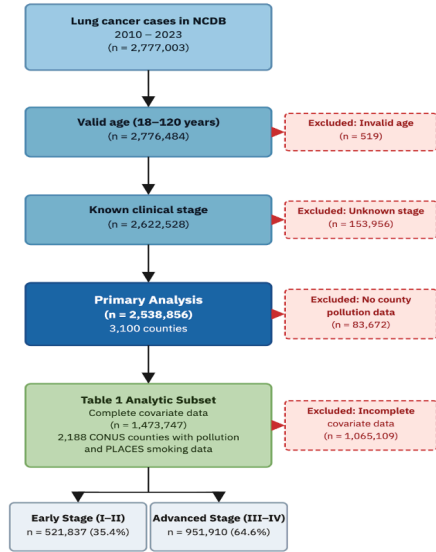 Lung cancer cases in NCDB
2010 – 2023
(n = 2,777,003)
Valid age (18–120 years)
(n = 2,776,484)
Excluded: Invalid age
(n = 519)
Known clinical stage
(n = 2,622,528)
Excluded: Unknown stage
(n = 153,956)
Primary Analysis
(n = 2,538,856)
3,100 counties
Excluded: No county
pollution data
(n = 83,672)
Table 1 Analytic Subset
Complete covariate data
(n = 1,473,747)
2,188 CONUS counties with pollution
and PLACES smoking data
Excluded: Incomplete
covariate data
(n = 1,065,109)
Early Stage (I–II)
n = 521,837 (35.4%)
Advanced Stage (III–IV)
n = 951,910 (64.6%)